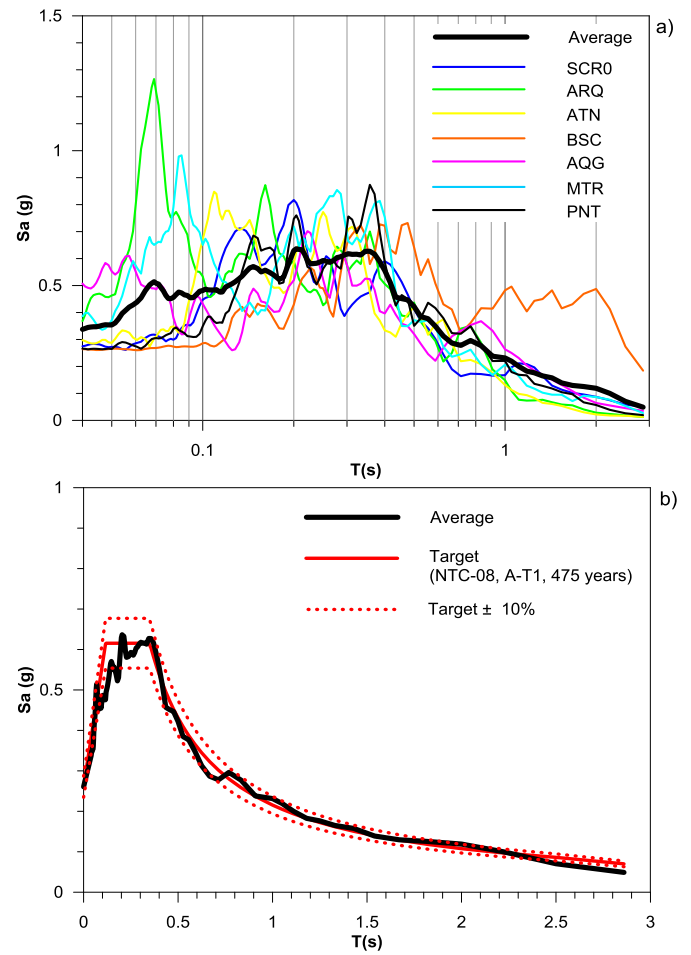 a)
1.5
1
0.5
0
Sa (g)
Average
SCR0
ARQ
ATN
BSC
AQG
MTR
PNT
0.1
1
T(s)
b)
1
0.5
0
Sa (g)
Average
Target
(NTC-08, A-T1, 475 years)
Target ± 10%
0
0.5
1
1.5
2
2.5
3
T(s)